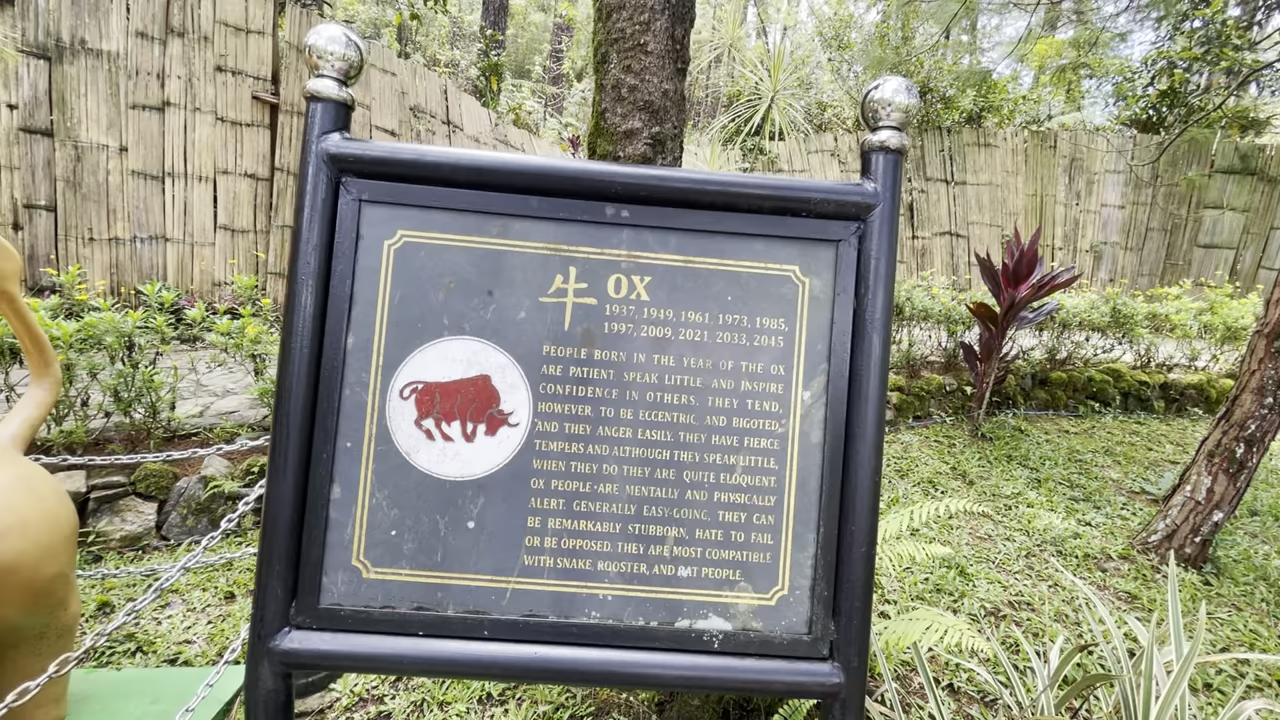 牛 OX
1937, 1949, 1961, 1973, 1985,
1997, 2009, 2021, 2033, 2045
PEOPLE BORN IN THE YEAR OF THE OX
ARE PATIENT, SPEAK LITTLE, AND INSPIRE
CONFIDENCE IN OTHERS. THEY TEND,
HOWEVER, TO BE ECCENTRIC, AND BIGOTED,
AND THEY ANGER EASILY. THEY HAVE FIERCE
TEMPERS AND ALTHOUGH THEY SPEAK LITTLE,
WHEN THEY DO THEY ARE QUITE ELOQUENT.
OX PEOPLE ARE MENTALLY AND PHYSICALLY
ALERT. GENERALLY EASY-GOING, THEY CAN
BE REMARKABLY STUBBORN, HATE TO FAIL
OR BE OPPOSED. THEY ARE MOST COMPATIBLE
WITH SNAKE, ROOSTER, AND RAT PEOPLE.